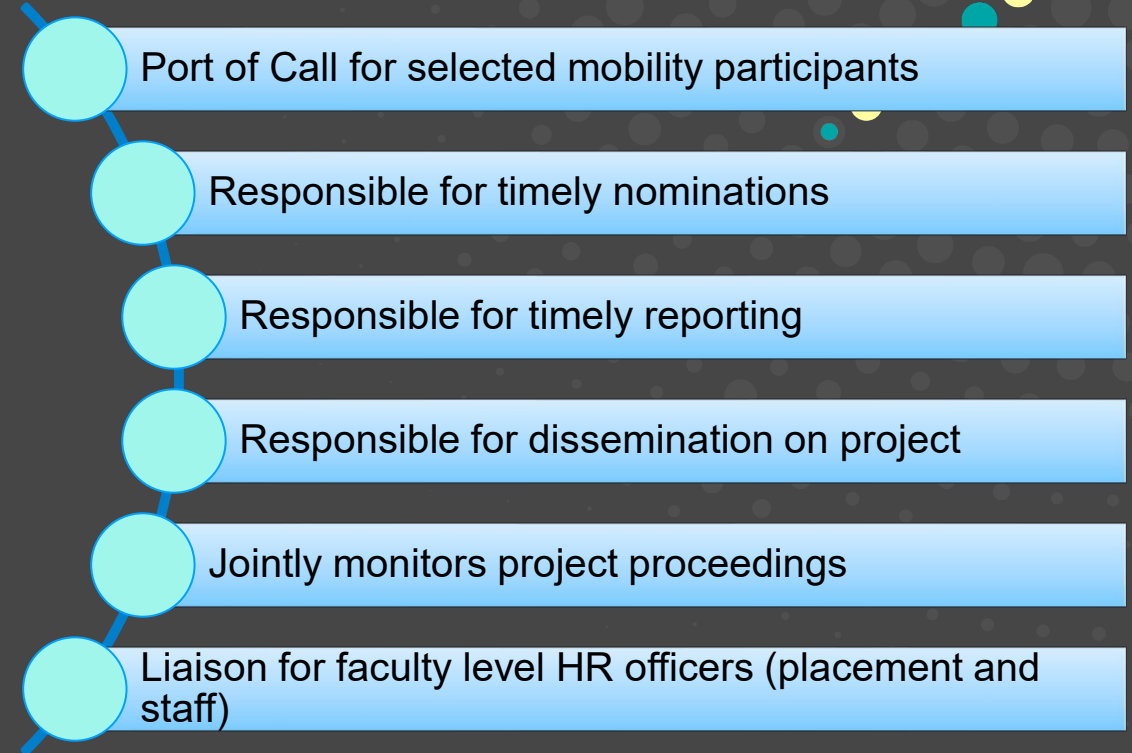 Port of Call for selected mobility participants
Responsible for timely nominations
Responsible for timely reporting
Responsible for dissemination on project
Jointly monitors project proceedings
Liaison for faculty level HR officers (placement and
staff)